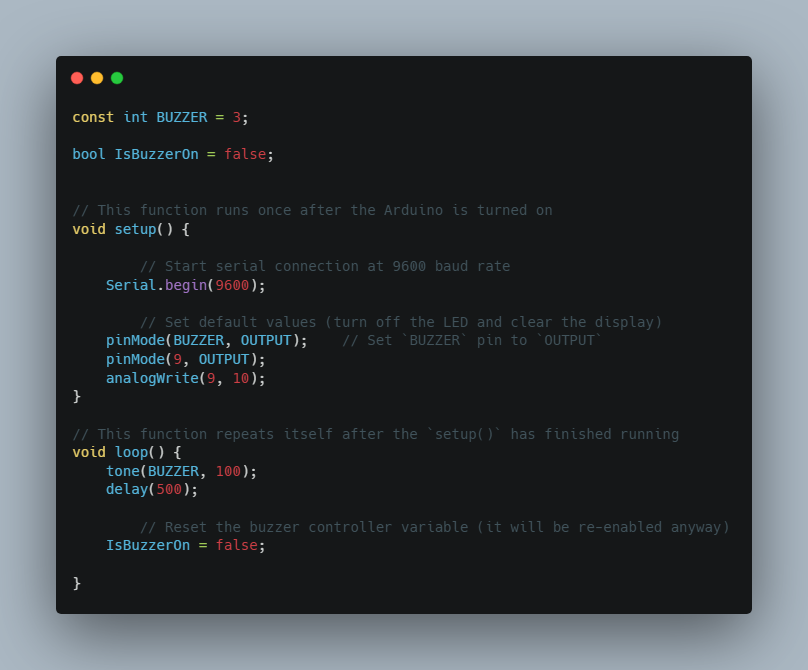 const int BUZZER = 3;

bool IsBuzzerOn = false;


// This function runs once after the Arduino is turned on
void setup() {

        // Start serial connection at 9600 baud rate
    Serial.begin(9600);

        // Set default values (turn off the LED and clear the display)
    pinMode(BUZZER, OUTPUT);    // Set `BUZZER` pin to `OUTPUT`
    pinMode(9, OUTPUT);
    analogWrite(9, 10);
}

// This function repeats itself after the `setup()` has finished running
void loop() {
    tone(BUZZER, 100);
    delay(500);

        // Reset the buzzer controller variable (it will be re-enabled anyway)
    IsBuzzerOn = false;

}